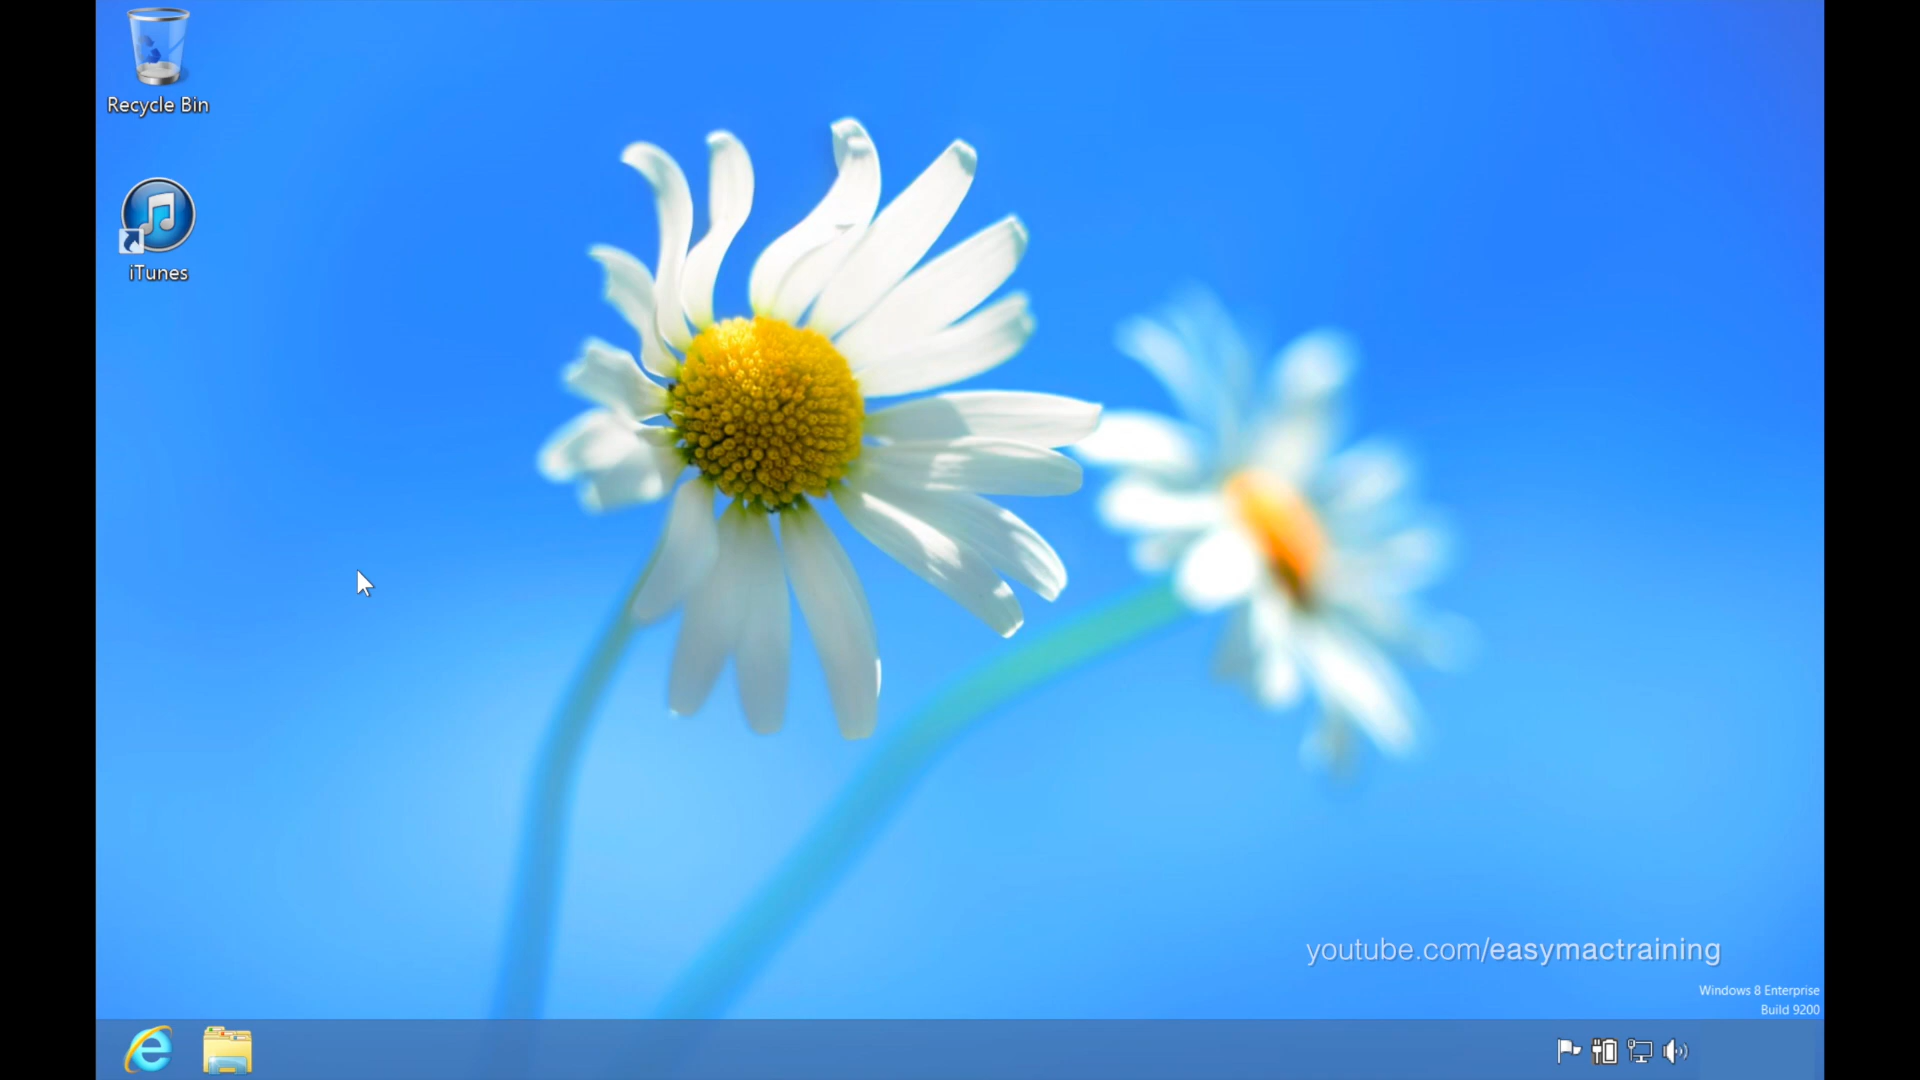 Recycle Bin
iTunes
youtube.com/easymactraining
Windows 8 Enterprise
Build 9200